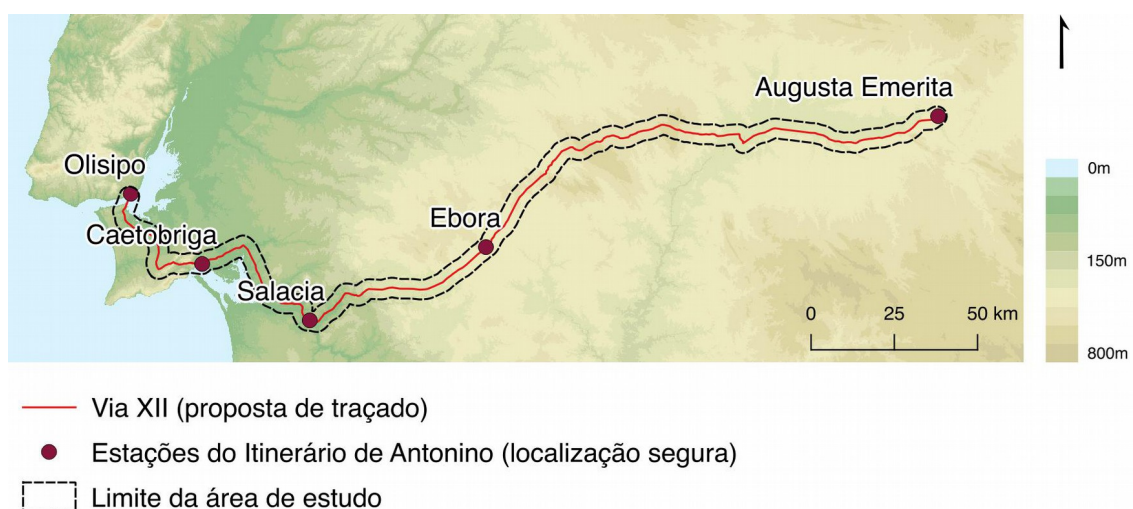 Augusta Emerita
Olisipo
Ebora
Caetobriga
Salacia
0m
150m
800m
0 25 50 km
Via XII (proposta de traçado)
Estações do Itinerário de Antonino (localização segura)
Limite da área de estudo